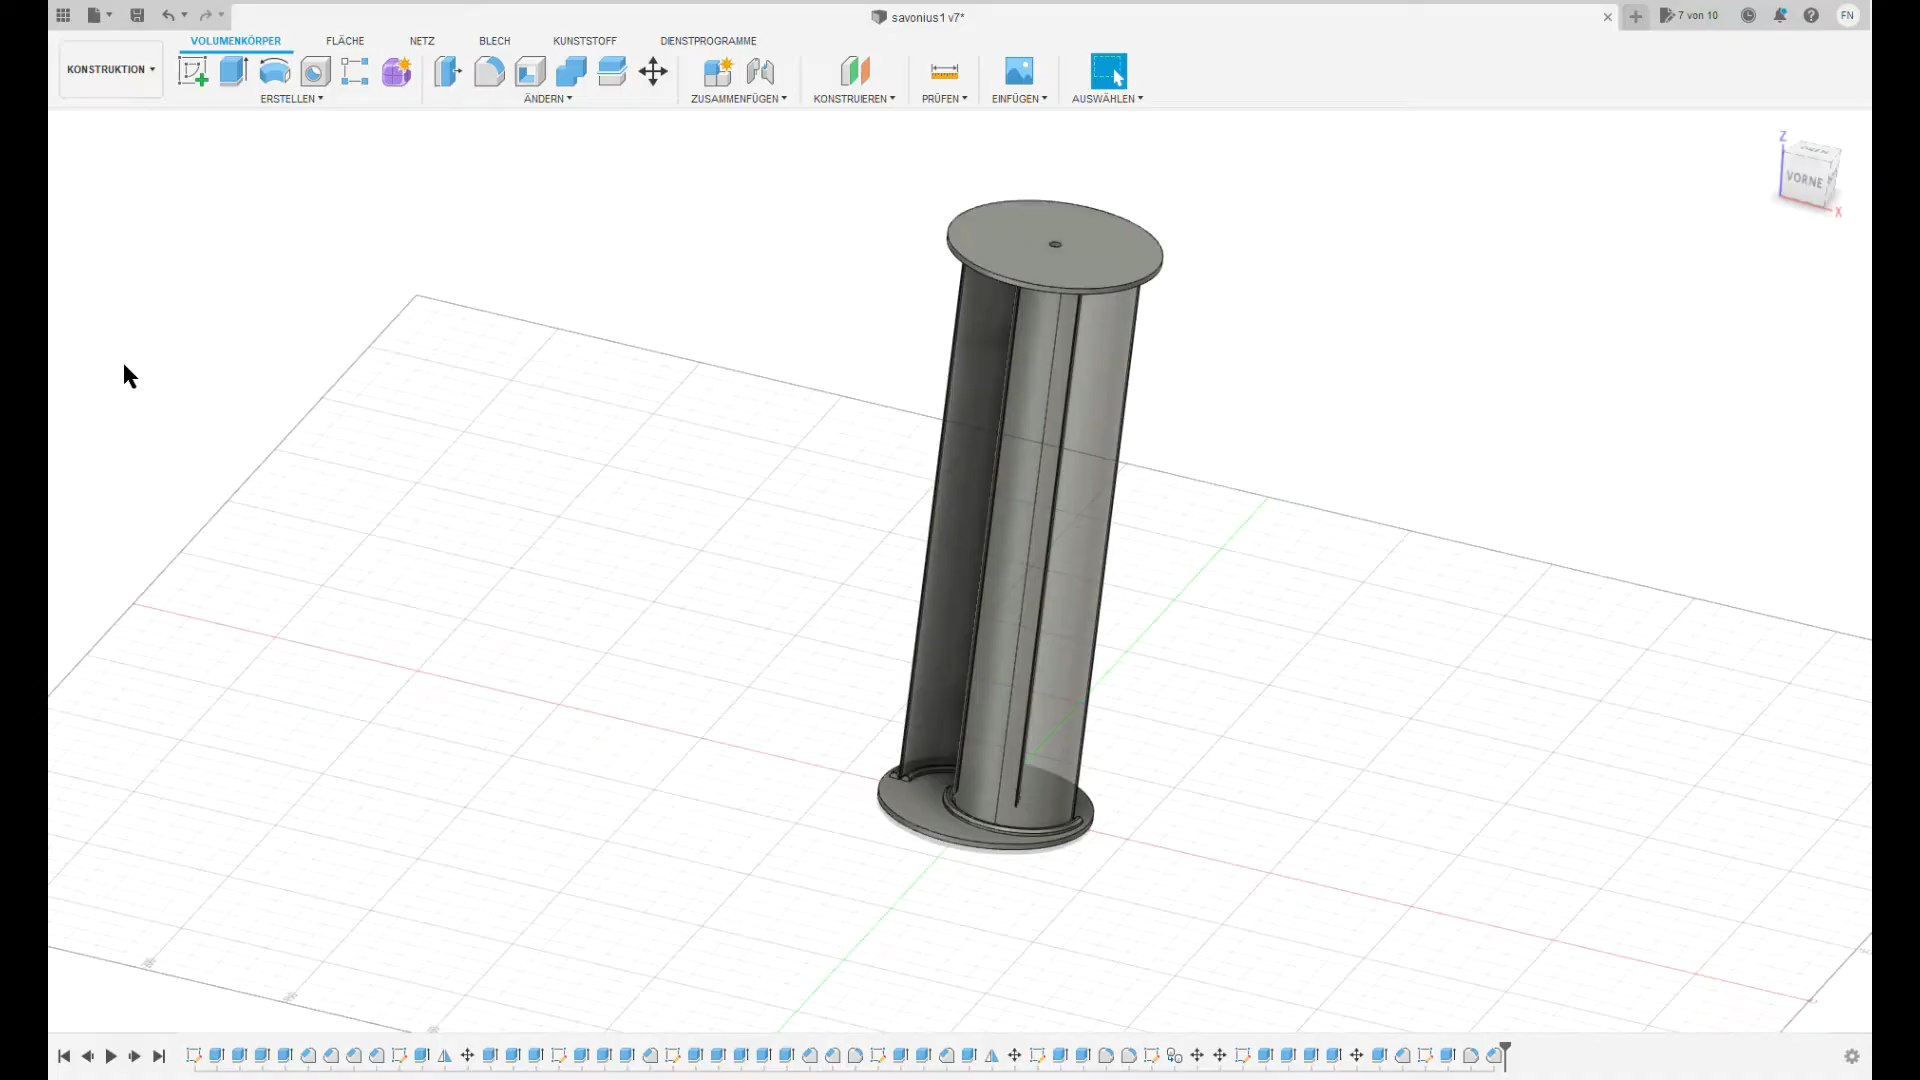 savonius1 v7*
7 von 10
FN
VOLUMENKÖRPER FLÄCHE NETZ BLECH KUNSTSTOFF DIENSTPROGRAMME
KONSTRUKTION
ERSTELLEN ÄNDERN ZUSAMMENFÜGEN KONSTRUIEREN PRÜFEN EINFÜGEN AUSWÄHLEN
Z
OBEN
VORNE
X